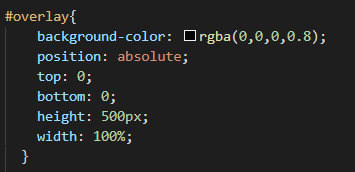 #overlay{
background-color: rgba(0,0,0,0.8);
position: absolute;
top: 0;
bottom: 0;
height: 500px;
width: 100%;
}